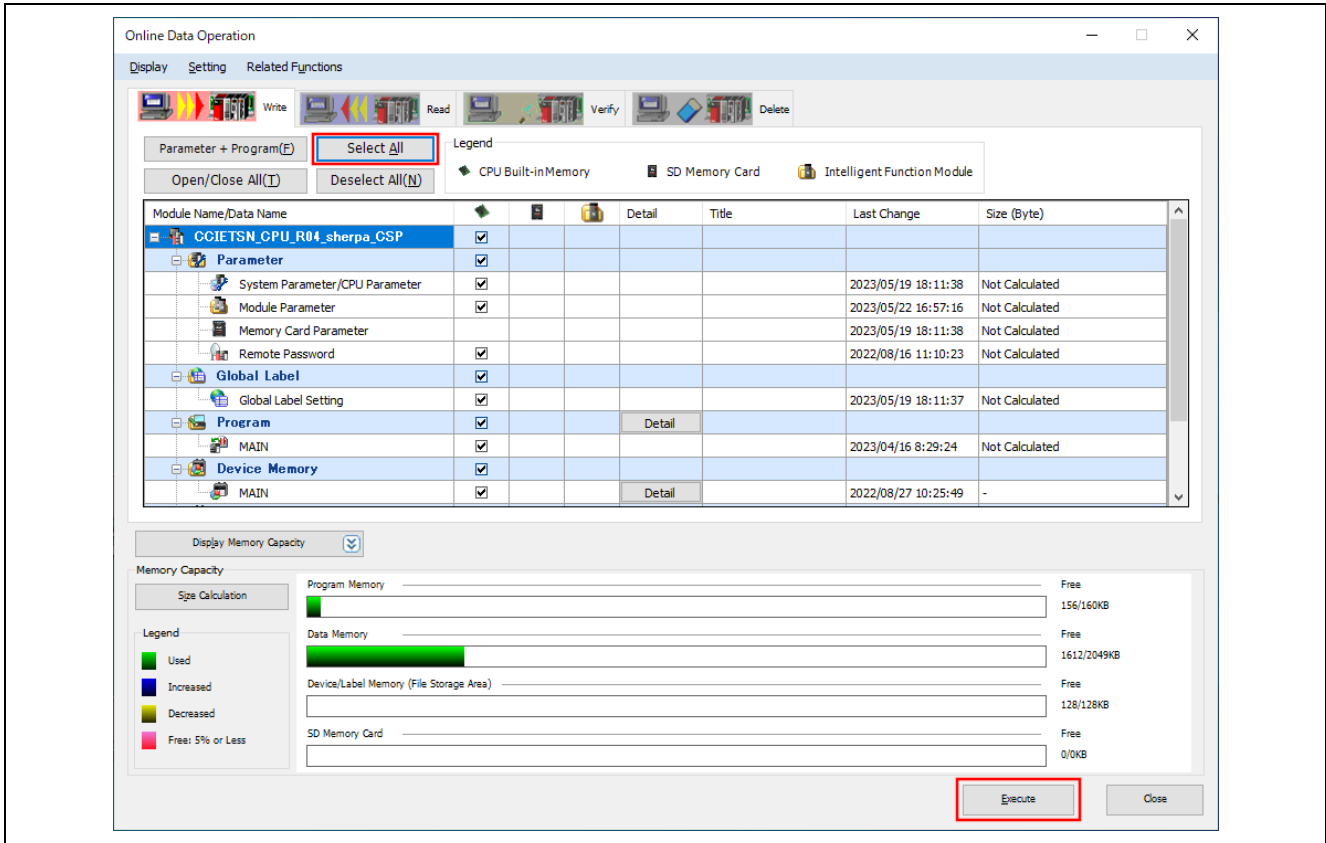 Online Data Operation
Display Setting Related Functions
Write Read Verify Delete
Parameter + Program(F) Select All Legend
Open/Close All(T) Deselect All(N) CPU Built-in Memory SD Memory Card Intelligent Function Module
Module Name/Data Name Detail Title Last Change Size (Byte)
CCIETSN_CPU_R04_sherpa_CSP
Parameter
System Parameter/CPU Parameter 2023/05/19 18:11:38 Not Calculated
Module Parameter 2023/05/22 16:57:16 Not Calculated
Memory Card Parameter 2023/05/19 18:11:38 Not Calculated
Remote Password 2022/08/16 11:10:23 Not Calculated
Global Label
Global Label Setting 2023/05/19 18:11:37 Not Calculated
Program Detail
MAIN 2023/04/16 8:29:24 Not Calculated
Device Memory
MAIN Detail 2022/08/27 10:25:49 -
Display Memory Capacity
Memory Capacity
Size Calculation
Program Memory Free
156/160KB
Legend
Data Memory Free
Used
1612/2049KB
Increased
Device/Label Memory (File Storage Area) Free
Decreased
128/128KB
Free: 5% or Less
SD Memory Card Free
0/0KB
Execute Close